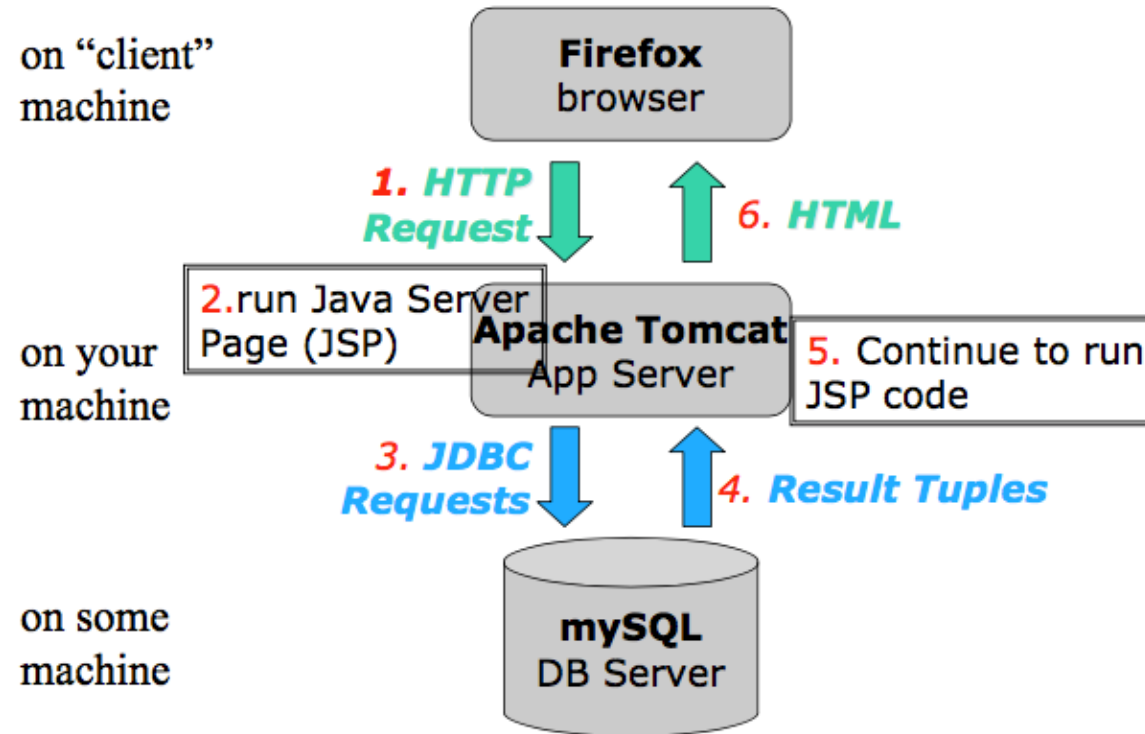 on “client”
machine
Firefox
browser
1. HTTP
Request
6. HTML
2.run Java Server
Page (JSP)
on your
machine
Apache Tomcat
App Server
5. Continue to run
JSP code
3. JDBC
Requests
4. Result Tuples
on some
machine
mySQL
DB Server